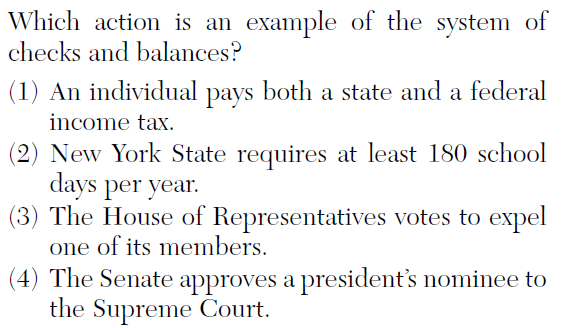 Which action is an example of the system of
checks and balances?
(1) An individual pays both a state and a federal
income tax.
(2) New York State requires at least 180 school
days per year.
(3) The House of Representatives votes to expel
one of its members.
(4) The Senate approves a president's nominee to
the Supreme Court.